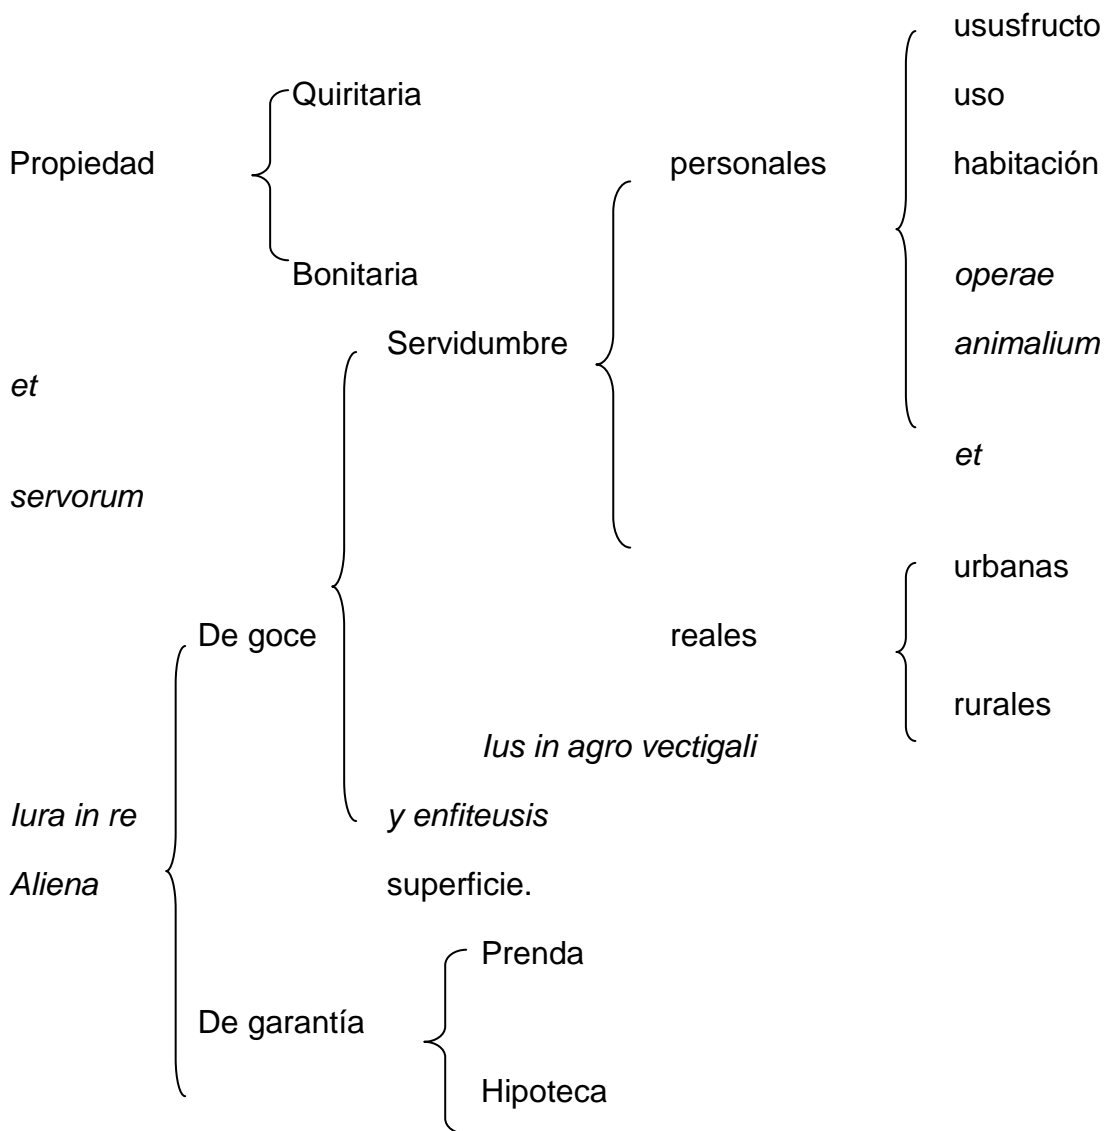 ususfructo
Quiritaria uso
Propiedad personales habitación
Bonitaria operae
Servidumbre animalium
et
et
servorum
urbanas
De goce reales
rurales
Ius in agro vectigali
Iura in re y enfiteusis
Aliena superficie.
Prenda
De garantía
Hipoteca